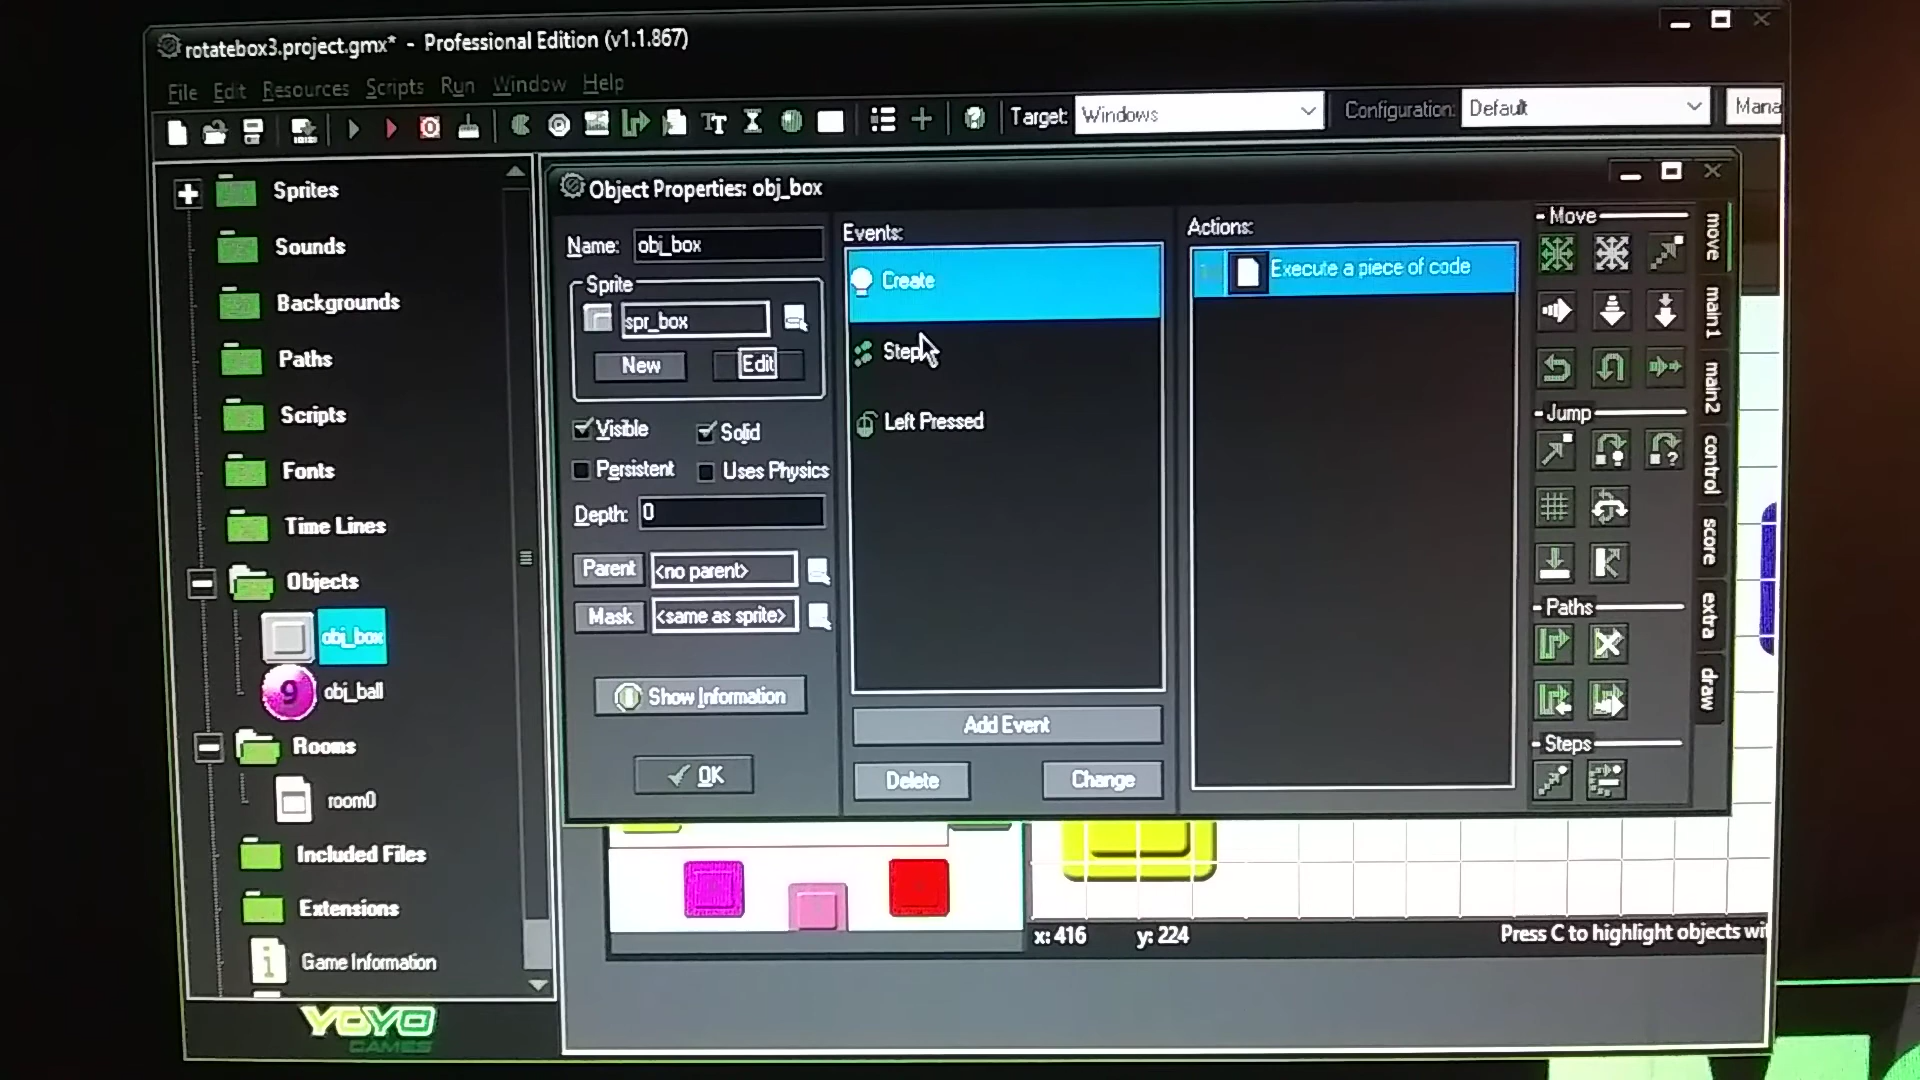 rotatebox3.project.gmx* - Professional Edition (v1.1.867)
File Edit Resources Scripts Run Window Help
Target: Windows Configuration: Default Mana
Sprites
Sounds
Backgrounds
Paths
Scripts
Fonts
Time Lines
Objects
obj_box
9 obj_ball
Rooms
room0
Included Files
Extensions
Game Information
YOYO
GAMES
Object Properties: obj_box
Name: obj_box
Sprite
spr_box
New Edit
Visible Solid
Persistent Uses Physics
Depth: 0
Parent <no parent>
Mask <same as sprite>
Show Information
OK
Events:
Create
Step
Left Pressed
Add Event
Delete Change
Actions:
Execute a piece of code
Move
Jump
Paths
Steps
move
main1
main2
control
score
extra
draw
x: 416 y: 224 Press C to highlight objects wit